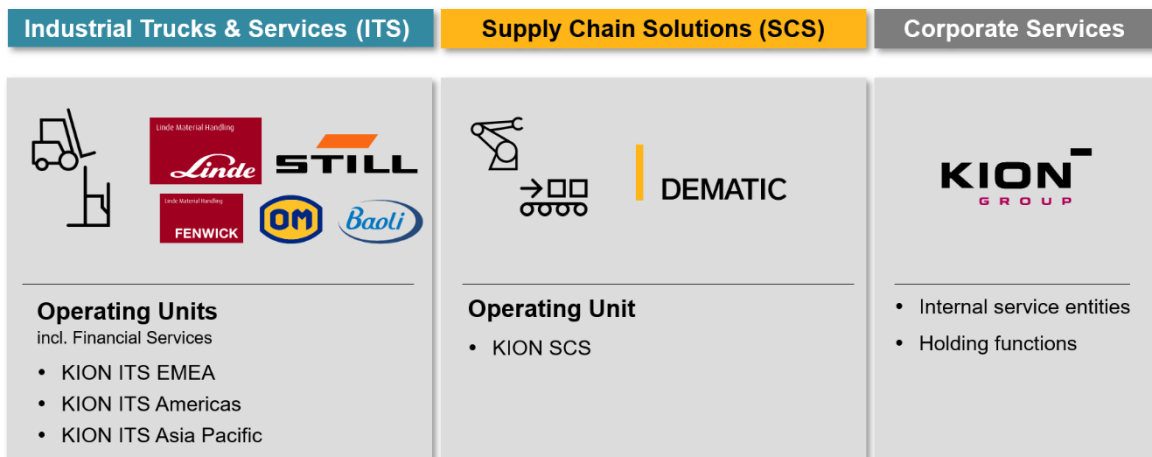 Industrial Trucks & Services (ITS)
Supply Chain Solutions (SCS)
Corporate Services
Linde Material Handling
Linde
STILL
Linde Material Handling
FENWICK
OM
Baoli
DEMATIC
KION
GROUP
Operating Units
incl. Financial Services
• KION ITS EMEA
• KION ITS Americas
• KION ITS Asia Pacific
Operating Unit
• KION SCS
• Internal service entities
• Holding functions